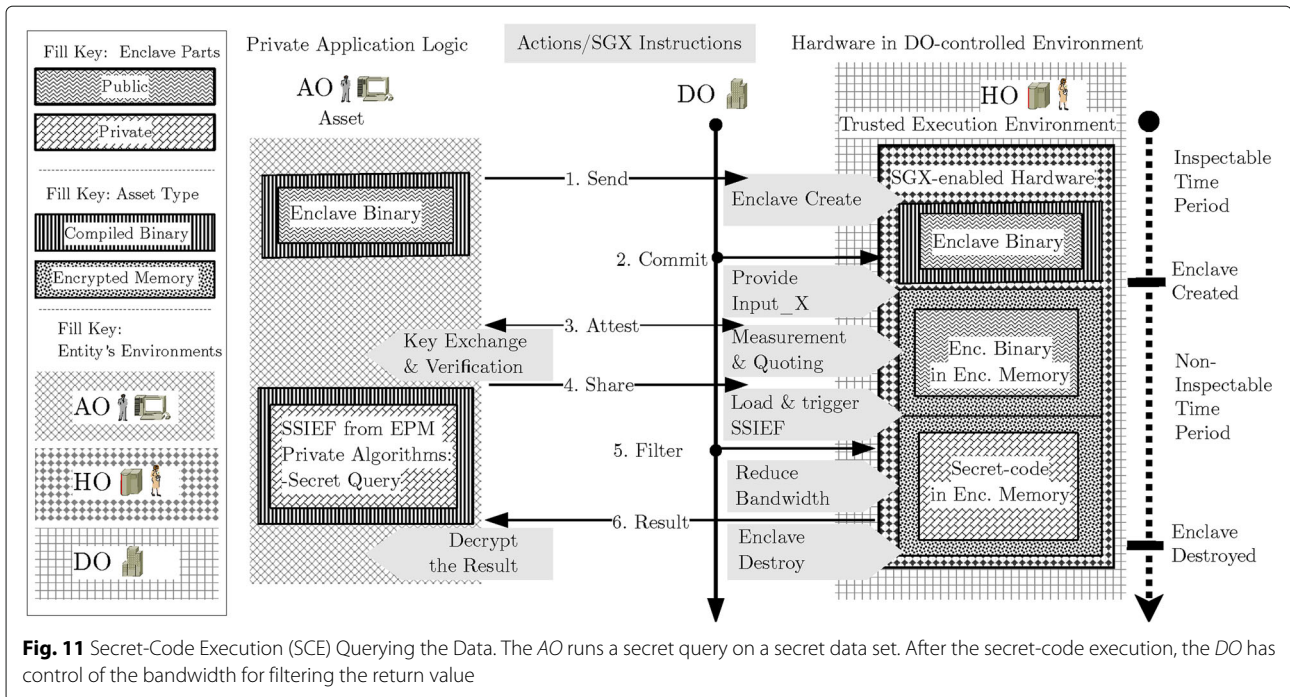 Fill Key: Enclave Parts
Public
Private
Fill Key: Asset Type
Compiled Binary
Encrypted Memory
Fill Key:
Entity's Environments
AO
HO
DO
Private Application Logic
AO
Asset
Enclave Binary
SSIEF from EPM
Private Algorithms:
-Secret Query
Actions/SGX Instructions
DO
1. Send
Enclave Create
2. Commit
Provide
Input_X
3. Attest
Key Exchange
& Verification
Measurement
& Quoting
4. Share
Load & trigger
SSIEF
5. Filter
Reduce
Bandwidth
6. Result
Decrypt
the Result
Enclave
Destroy
Hardware in DO-controlled Environment
HO
Trusted Execution Environment
SGX-enabled Hardware
Enclave Binary
Enc. Binary
in Enc. Memory
Secret-code
in Enc. Memory
Inspectable
Time
Period
Enclave
Created
Non-
Inspectable
Time
Period
Enclave
Destroyed
Fig. 11 Secret-Code Execution (SCE) Querying the Data. The AO runs a secret query on a secret data set. After the secret-code execution, the DO has
control of the bandwidth for filtering the return value